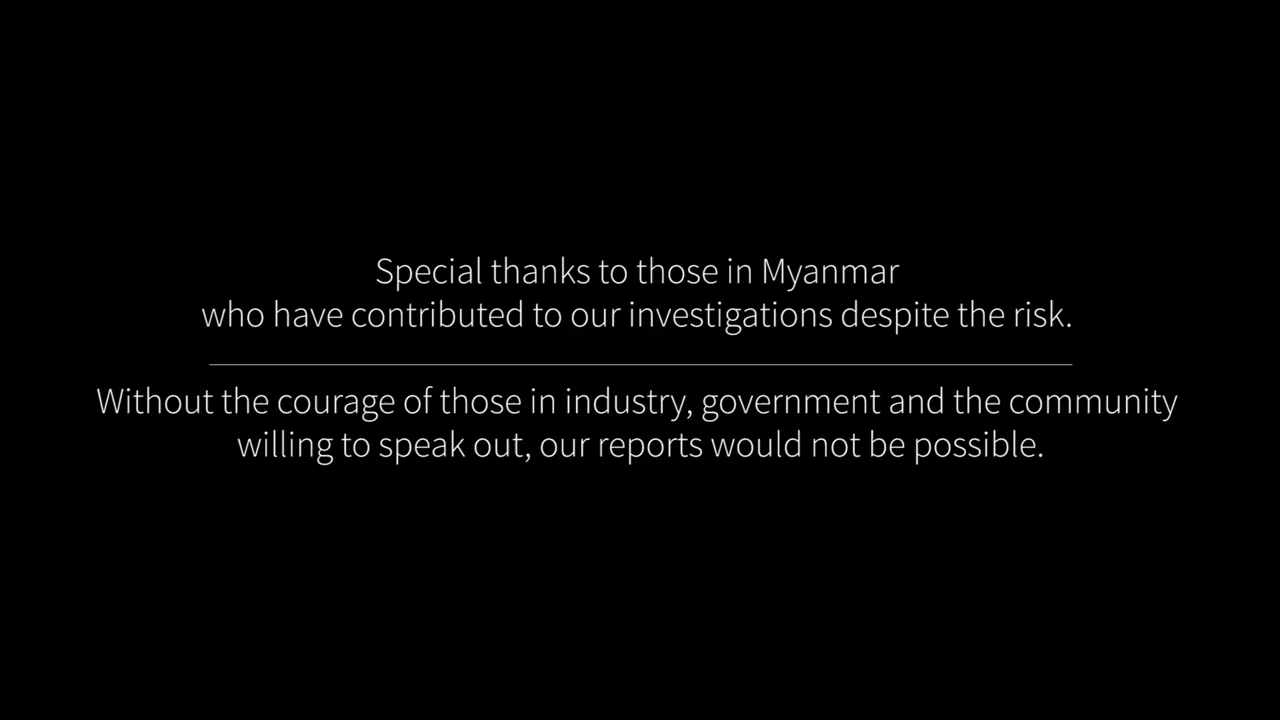 Special thanks to those in Myanmar
who have contributed to our investigations despite the risk.
Without the courage of those in industry, government and the community
willing to speak out, our reports would not be possible.